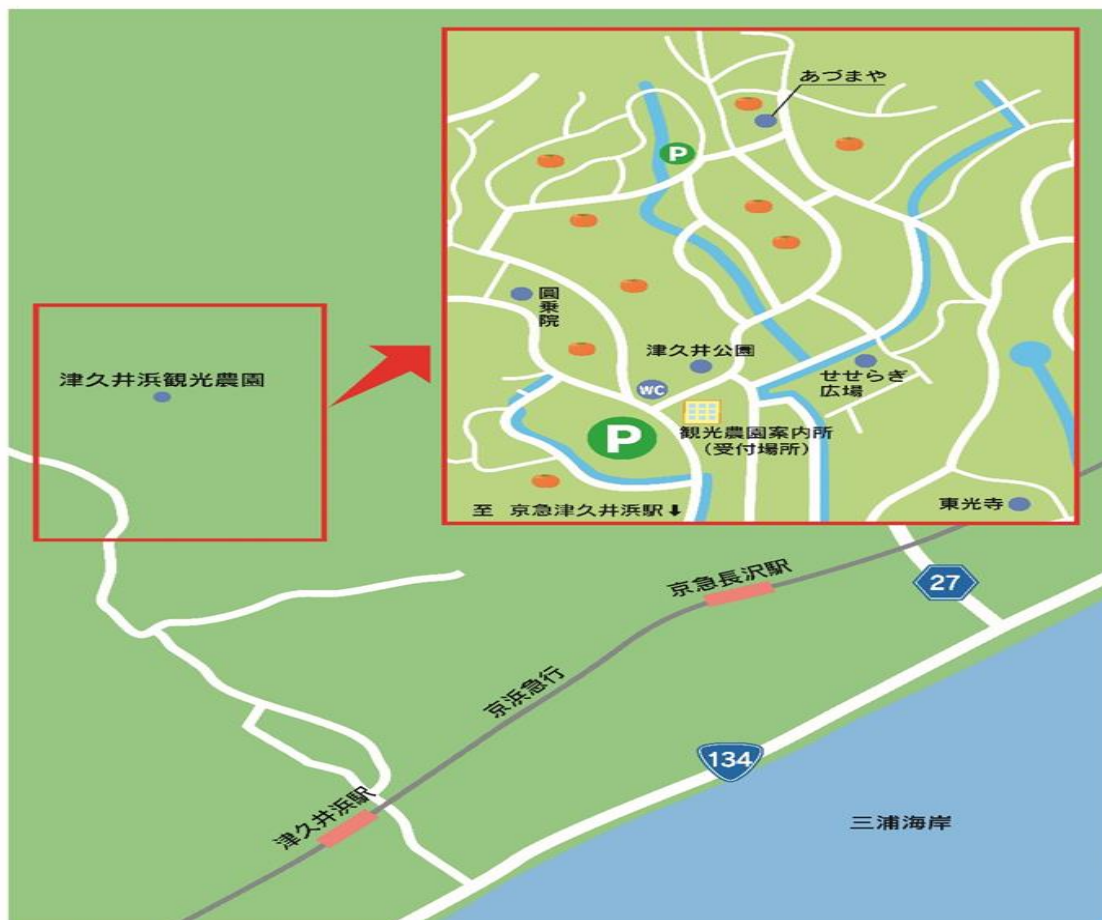 あづまや
P
圓乗院
津久井公園
WC
せせらぎ
広場
P
観光農園案内所
(受付場所)
至 京急津久井浜駅⬇
東光寺
津久井浜観光農園
27
京急長沢駅
京浜急行
134
津久井浜駅
三浦海岸